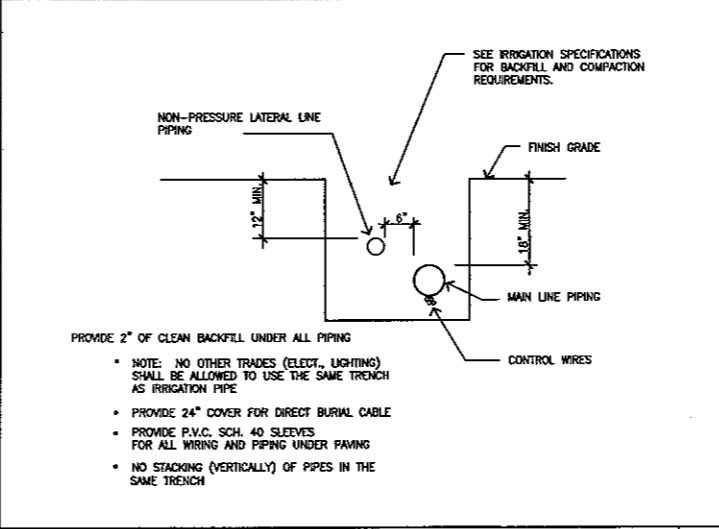 SEE IRRIGATION SPECIFICATIONS
FOR BACKFILL AND COMPACTION
REQUIREMENTS.
NON-PRESSURE LATERAL LINE
PIPING
FINISH GRADE
12" MIN.
6"
18" MIN.
MAIN LINE PIPING
CONTROL WIRES
PROVIDE 2" OF CLEAN BACKFILL UNDER ALL PIPING
• NOTE: NO OTHER TRADES (ELECT., LIGHTING)
SHALL BE ALLOWED TO USE THE SAME TRENCH
AS IRRIGATION PIPE
• PROVIDE 24" COVER FOR DIRECT BURIAL CABLE
• PROVIDE P.V.C. SCH. 40 SLEEVES
FOR ALL WIRING AND PIPING UNDER PAVING
• NO STACKING (VERTICALLY) OF PIPES IN THE
SAME TRENCH